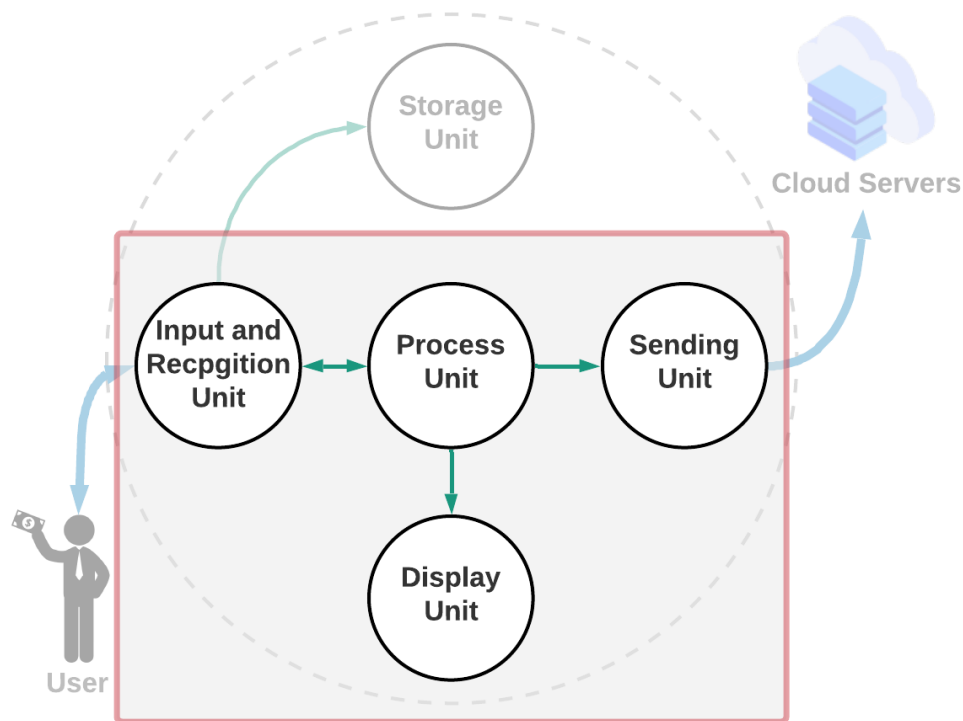 Storage
Unit
Cloud Servers
Input and
Recpgition
Unit
Process
Unit
Sending
Unit
$
Display
Unit
User